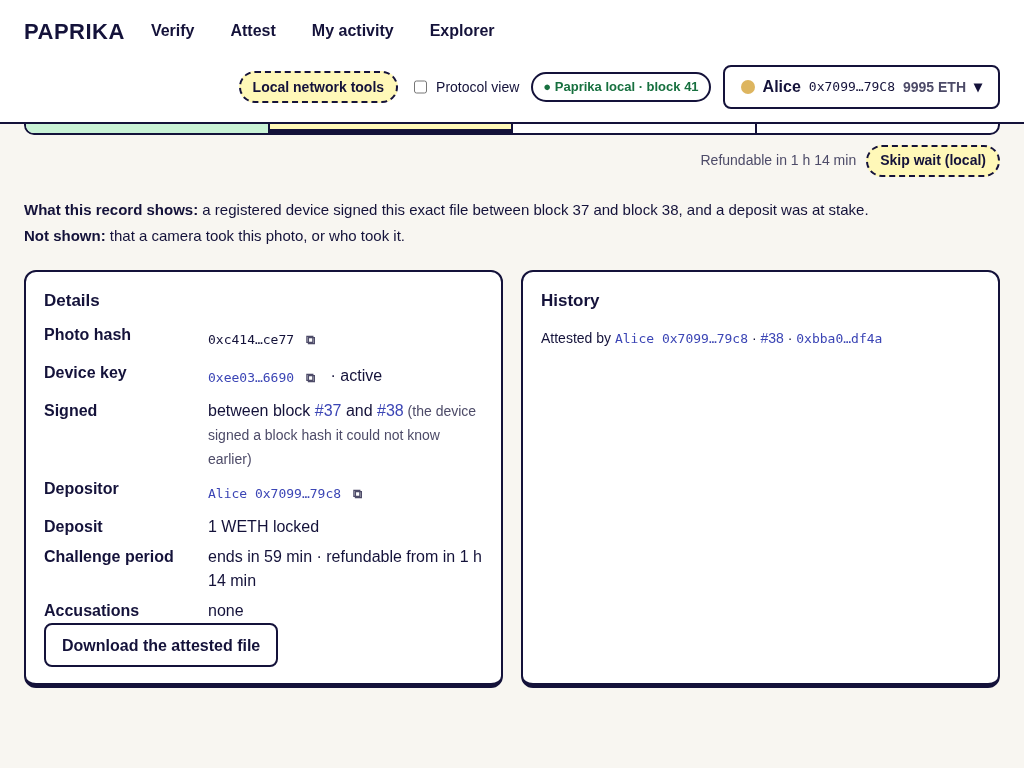 PAPRIKA Verify Attest My activity Explorer
Local network tools Protocol view ● Paprika local · block 41 Alice 0x7099…79C8 9995 ETH ▼
Refundable in 1 h 14 min Skip wait (local)
What this record shows: a registered device signed this exact file between block 37 and block 38, and a deposit was at stake.
Not shown: that a camera took this photo, or who took it.
Details
Photo hash 0xc414…ce77
Device key 0xee03…6690 · active
Signed between block #37 and #38 (the device
signed a block hash it could not know
earlier)
Depositor Alice 0x7099…79c8
Deposit 1 WETH locked
Challenge period ends in 59 min · refundable from in 1 h
14 min
Accusations none
Download the attested file
History
Attested by Alice 0x7099…79c8 · #38 · 0xbba0…df4a